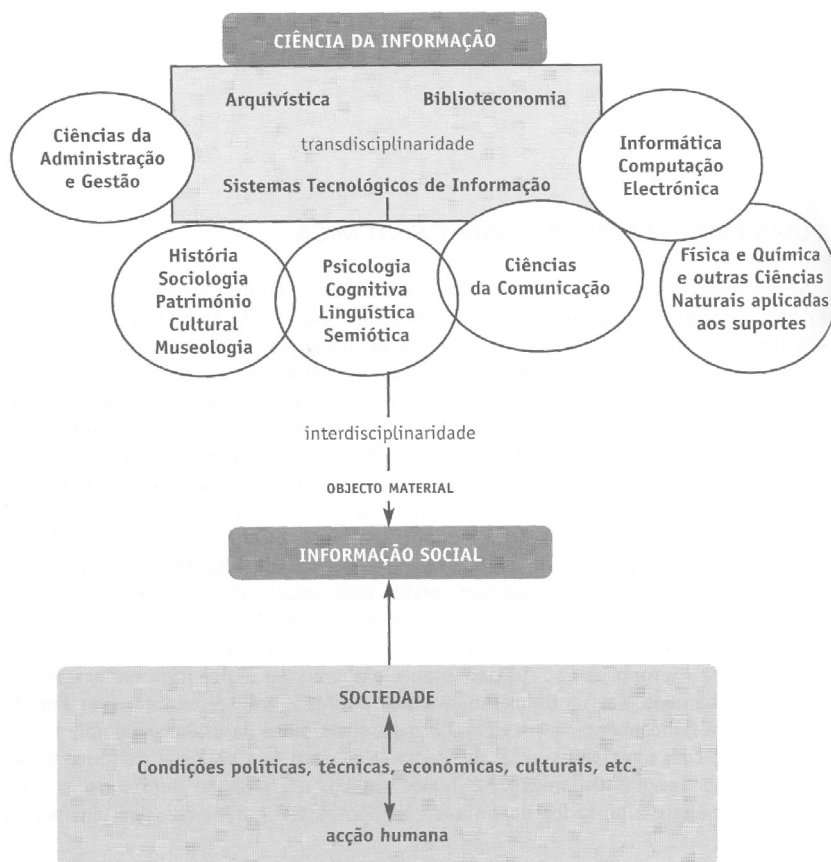 CIÊNCIA DA INFORMAÇÃO
Arquivística
Biblioteconomia
transdisciplinaridade
Sistemas Tecnológicos de Informação
Ciências da
Administração
e Gestão
Informática
Computação
Electrónica
História
Sociologia
Património
Cultural
Museologia
Psicologia
Cognitiva
Linguística
Semiótica
Ciências
da Comunicação
Física e Química
e outras Ciências
Naturais aplicadas
aos suportes
interdisciplinaridade
OBJECTO MATERIAL
INFORMAÇÃO SOCIAL
SOCIEDADE
Condições políticas, técnicas, económicas, culturais, etc.
acção humana